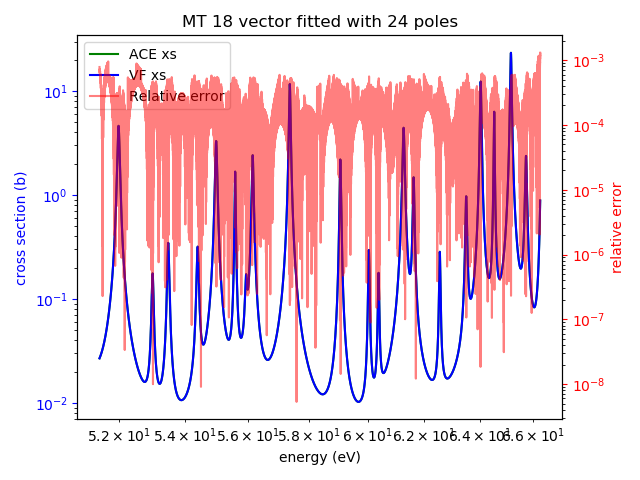 MT 18 vector fitted with 24 poles
ACE xs
VF xs
Relative error
cross section (b)
10¹
10⁰
10⁻¹
10⁻²
relative error
10⁻³
10⁻⁴
10⁻⁵
10⁻⁶
10⁻⁷
10⁻⁸
5.2 × 10¹ 5.4 × 10¹ 5.6 × 10¹ 5.8 × 10¹ 6 × 10¹ 6.2 × 10¹ 6.4 × 10¹ 6.6 × 10¹
energy (eV)